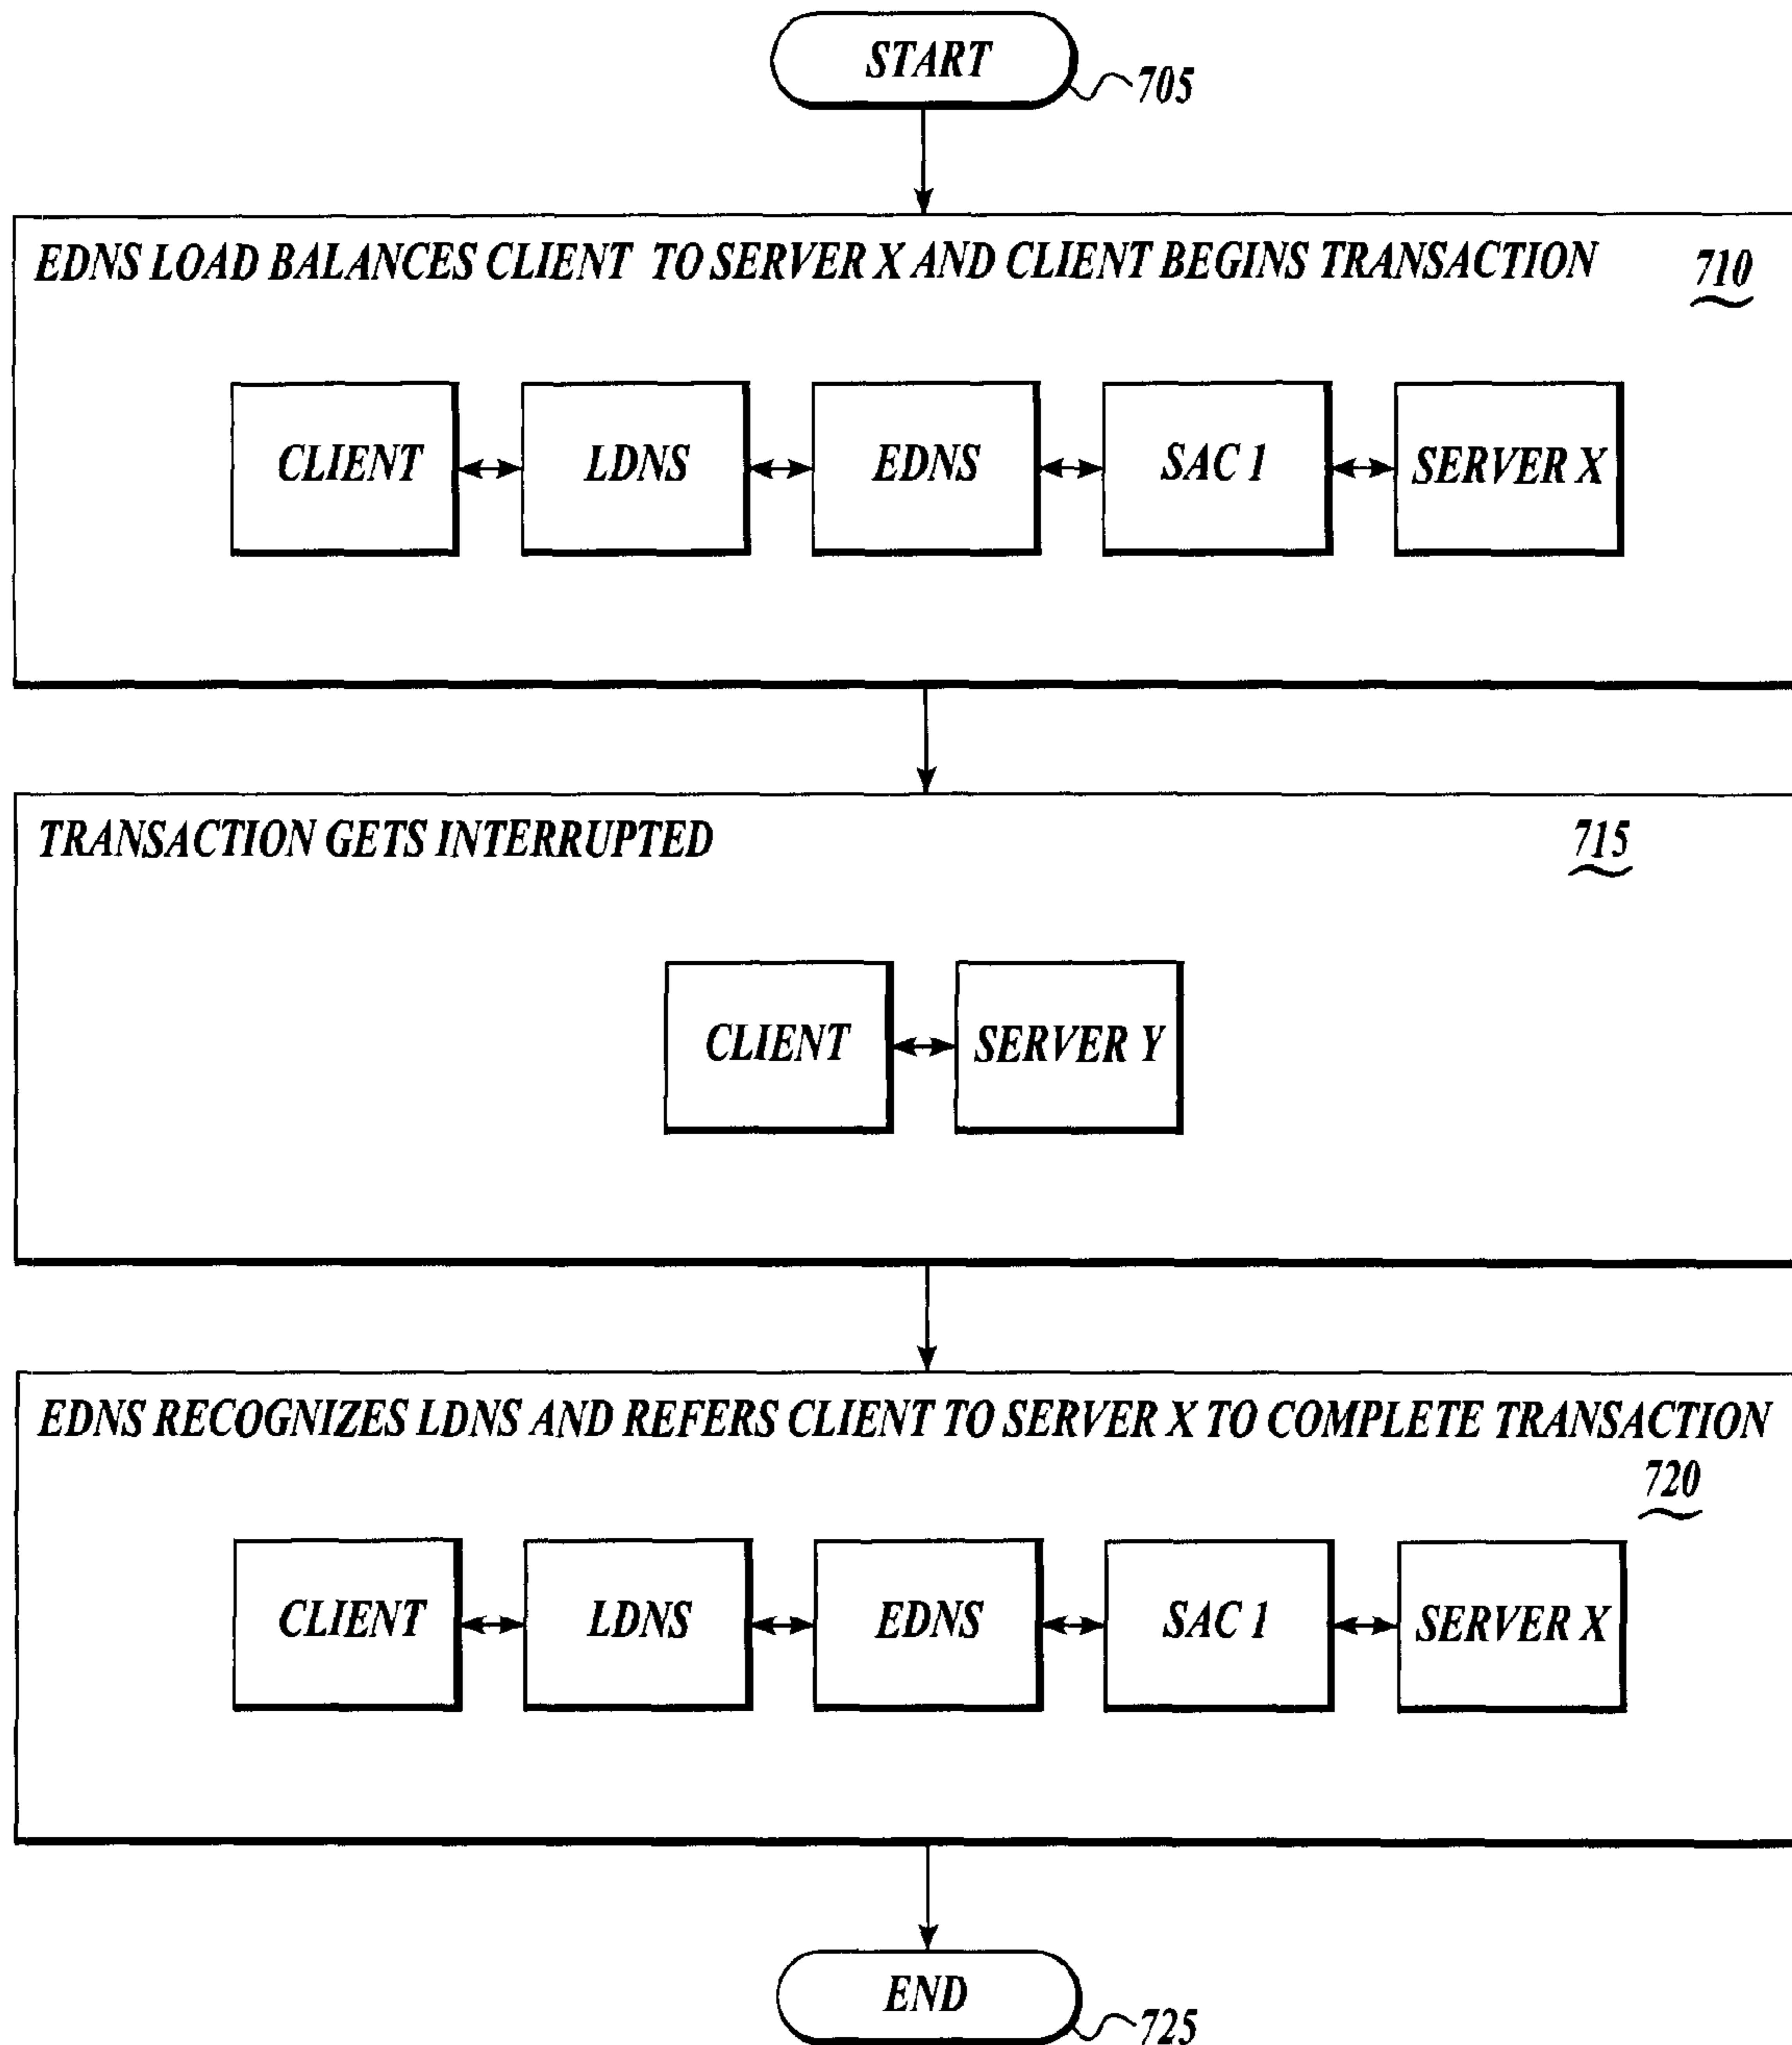 START
705
EDNS LOAD BALANCES CLIENT TO SERVER X AND CLIENT BEGINS TRANSACTION
710
CLIENT
LDNS
EDNS
SAC 1
SERVER X
TRANSACTION GETS INTERRUPTED
715
CLIENT
SERVER Y
EDNS RECOGNIZES LDNS AND REFERS CLIENT TO SERVER X TO COMPLETE TRANSACTION
720
CLIENT
LDNS
EDNS
SAC 1
SERVER X
END
725